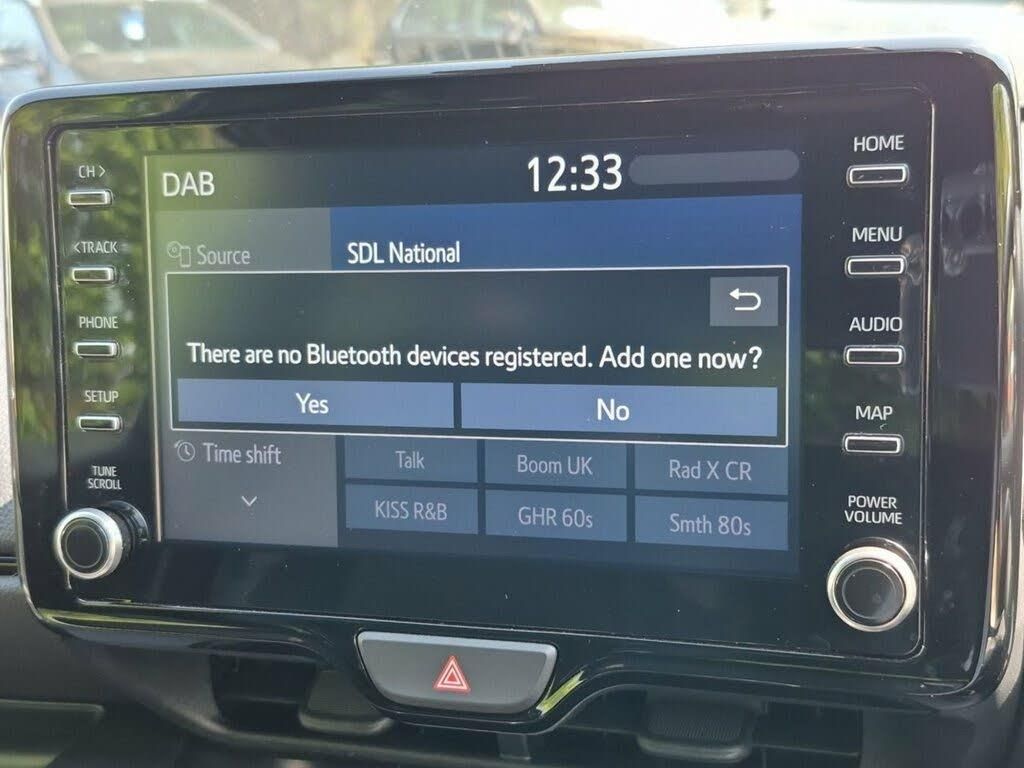 CH >
HOME
DAB
12:33
MENU
< TRACK
Source
SDL National
PHONE
AUDIO
There are no Bluetooth devices registered. Add one now?
SETUP
Yes
No
MAP
Time shift
Talk
Boom UK
Rad X CR
TUNE
SCROLL
KISS R&B
GHR 60s
Smth 80s
POWER
VOLUME